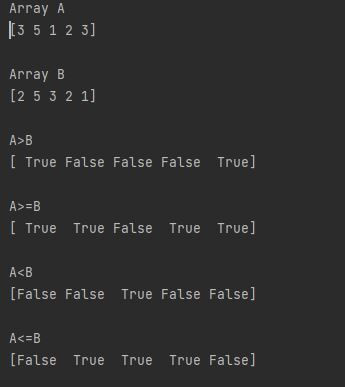 Array A
[3 5 1 2 3]
Array B
[2 5 3 2 1]
A>B
[ True False False False  True]
A>=B
[ True  True False  True  True]
A<B
[False False  True False False]
A<=B
[False  True  True  True False]